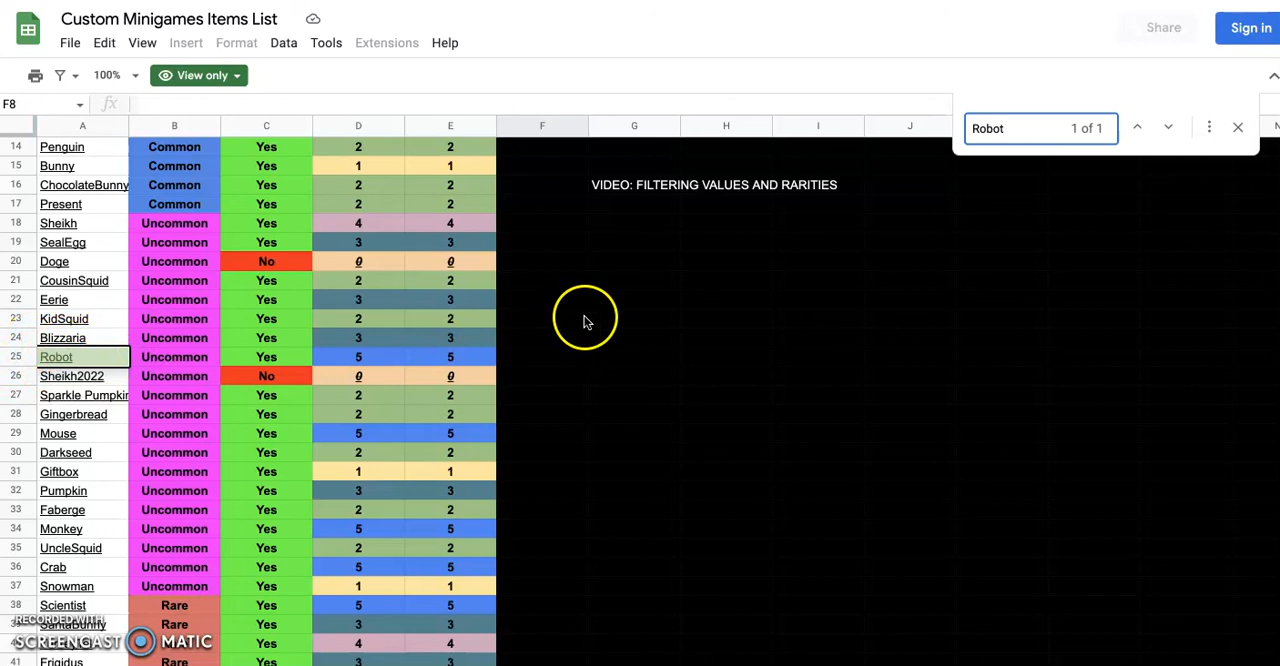 Custom Minigames Items List
File Edit View Insert Format Data Tools Extensions Help
Share
Sign in
100% View only
F8 fx
Robot 1 of 1
A B C D E F G H I J N
14 Penguin Common Yes 2 2
15 Bunny Common Yes 1 1
16 ChocolateBunny Common Yes 2 2
VIDEO: FILTERING VALUES AND RARITIES
17 Present Common Yes 2 2
18 Sheikh Uncommon Yes 4 4
19 SealEgg Uncommon Yes 3 3
20 Doge Uncommon No 0 0
21 CousinSquid Uncommon Yes 2 2
22 Eerie Uncommon Yes 3 3
23 KidSquid Uncommon Yes 2 2
24 Blizzaria Uncommon Yes 3 3
25 Robot Uncommon Yes 5 5
26 Sheikh2022 Uncommon No 0 0
27 Sparkle Pumpkin Uncommon Yes 2 2
28 Gingerbread Uncommon Yes 2 2
29 Mouse Uncommon Yes 5 5
30 Darkseed Uncommon Yes 2 2
31 Giftbox Uncommon Yes 1 1
32 Pumpkin Uncommon Yes 3 3
33 Faberge Uncommon Yes 2 2
34 Monkey Uncommon Yes 5 5
35 UncleSquid Uncommon Yes 2 2
36 Crab Uncommon Yes 5 5
37 Snowman Uncommon Yes 1 1
38 Scientist Rare Yes 5 5
39 SantaBunny Rare Yes 3 3
Rare Yes 4 4
41 Frigidus Rare Yes 3 3
RECORDED WITH
SCREENCAST MATIC